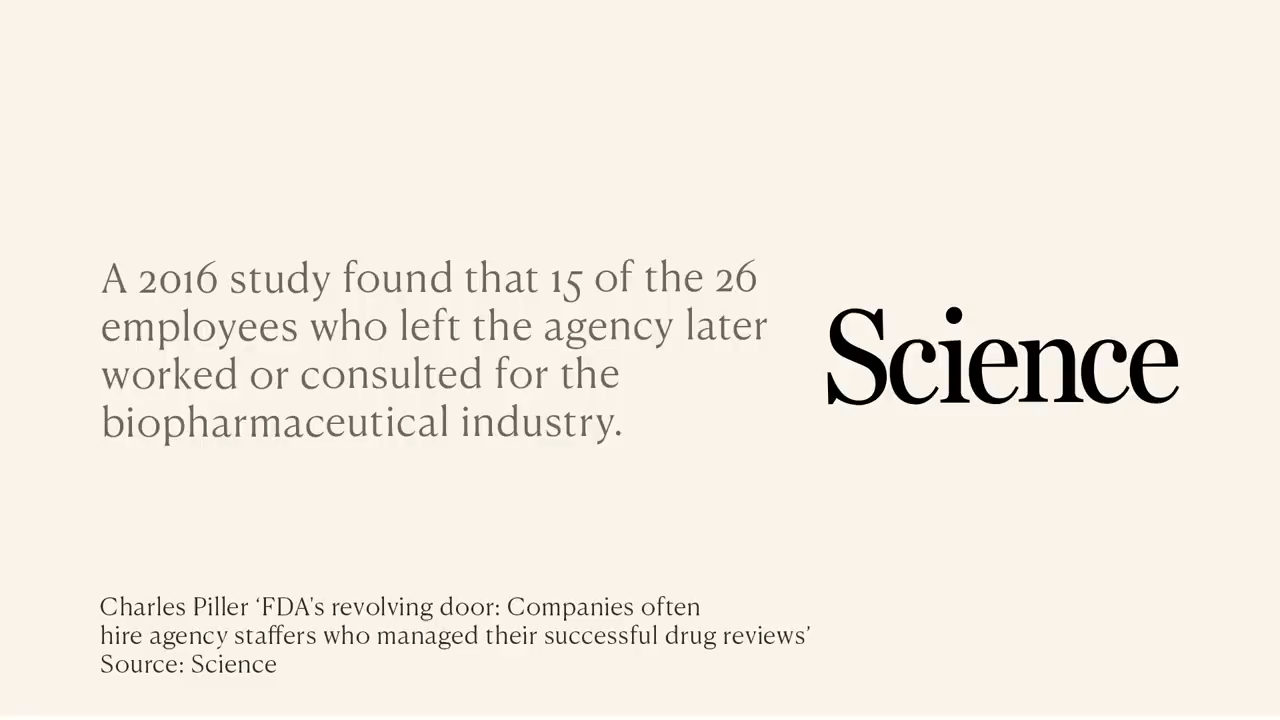 A 2016 study found that 15 of the 26
employees who left the agency later
worked or consulted for the
biopharmaceutical industry.
Science
Charles Piller ‘FDA's revolving door: Companies often
hire agency staffers who managed their successful drug reviews’
Source: Science